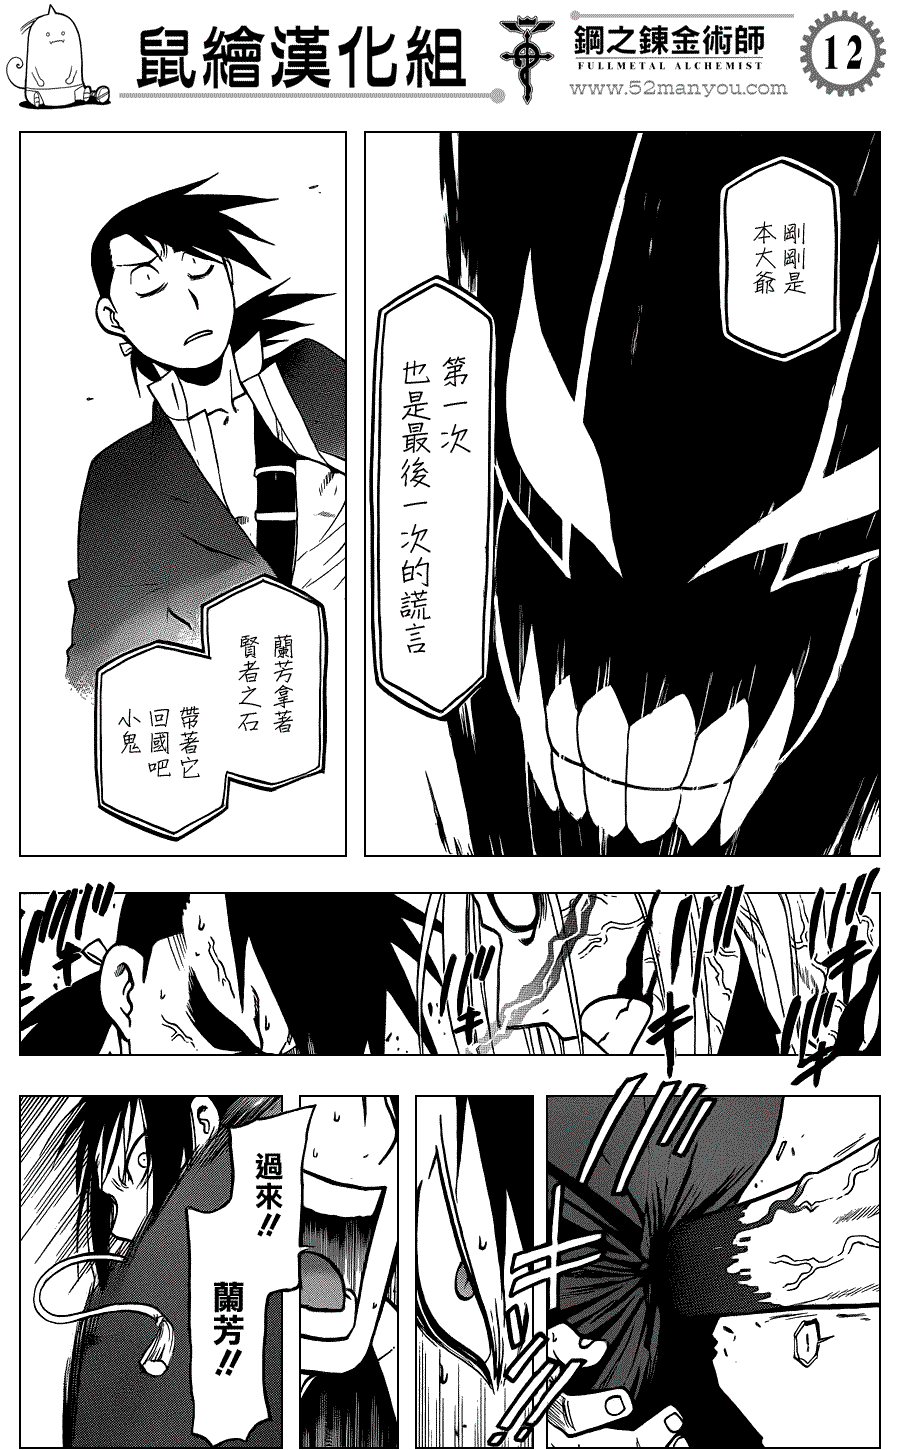 鼠繪漢化組
鋼之鍊金術師
FULLMETAL ALCHEMIST
www.52manyou.com
12
剛剛是
本大爺
第一次
也是最後一次的謊言
蘭芳拿著
賢者之石
帶著它
回國吧
小鬼
過來!!
蘭芳!!